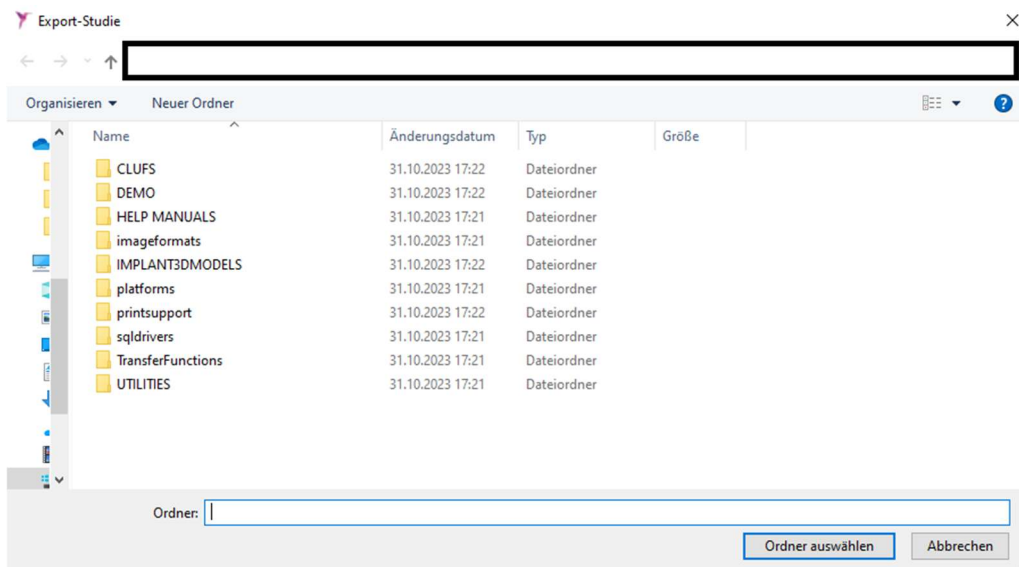 Export-Studie
Organisieren Neuer Ordner
Name Änderungsdatum Typ Größe
CLUFS 31.10.2023 17:22 Dateiordner
DEMO 31.10.2023 17:22 Dateiordner
HELP MANUALS 31.10.2023 17:21 Dateiordner
imageformats 31.10.2023 17:21 Dateiordner
IMPLANT3DMODELS 31.10.2023 17:22 Dateiordner
platforms 31.10.2023 17:21 Dateiordner
printsupport 31.10.2023 17:22 Dateiordner
sqldrivers 31.10.2023 17:21 Dateiordner
TransferFunctions 31.10.2023 17:21 Dateiordner
UTILITIES 31.10.2023 17:21 Dateiordner
Ordner:
Ordner auswählen Abbrechen